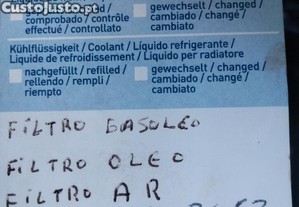 CustoJusto.pt
comprobado / contrôle
effectué / controllato
gewechselt / changed /
cambiado / changé /
cambiato
Kühlflüssigkeit / Coolant / Líquido refrigerante /
Liquide de refroidissement / Liquido per radiatore
nachgefüllt / refilled /
rellendo / rempli /
riempto
gewechselt / changed /
cambiado / changé /
cambiato
FILTRO GASOLEO
FILTRO OLEO
FILTRO AR